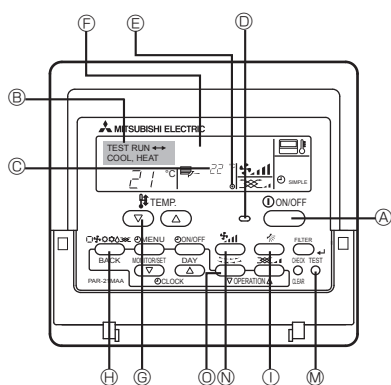 Ⓓ
Ⓔ
Ⓕ
Ⓑ
MITSUBISHI ELECTRIC
TEST RUN ↔
COOL, HEAT
Ⓒ
21 °C
22
SIMPLE
TEMP.
ON/OFF
Ⓐ
MENU ON/OFF FILTER
BACK MONITOR/SET DAY CHECK TEST
PAR-21MAA CLOCK ▽ OPERATION △ CLEAR
Ⓗ Ⓖ Ⓞ Ⓝ Ⓘ Ⓜ